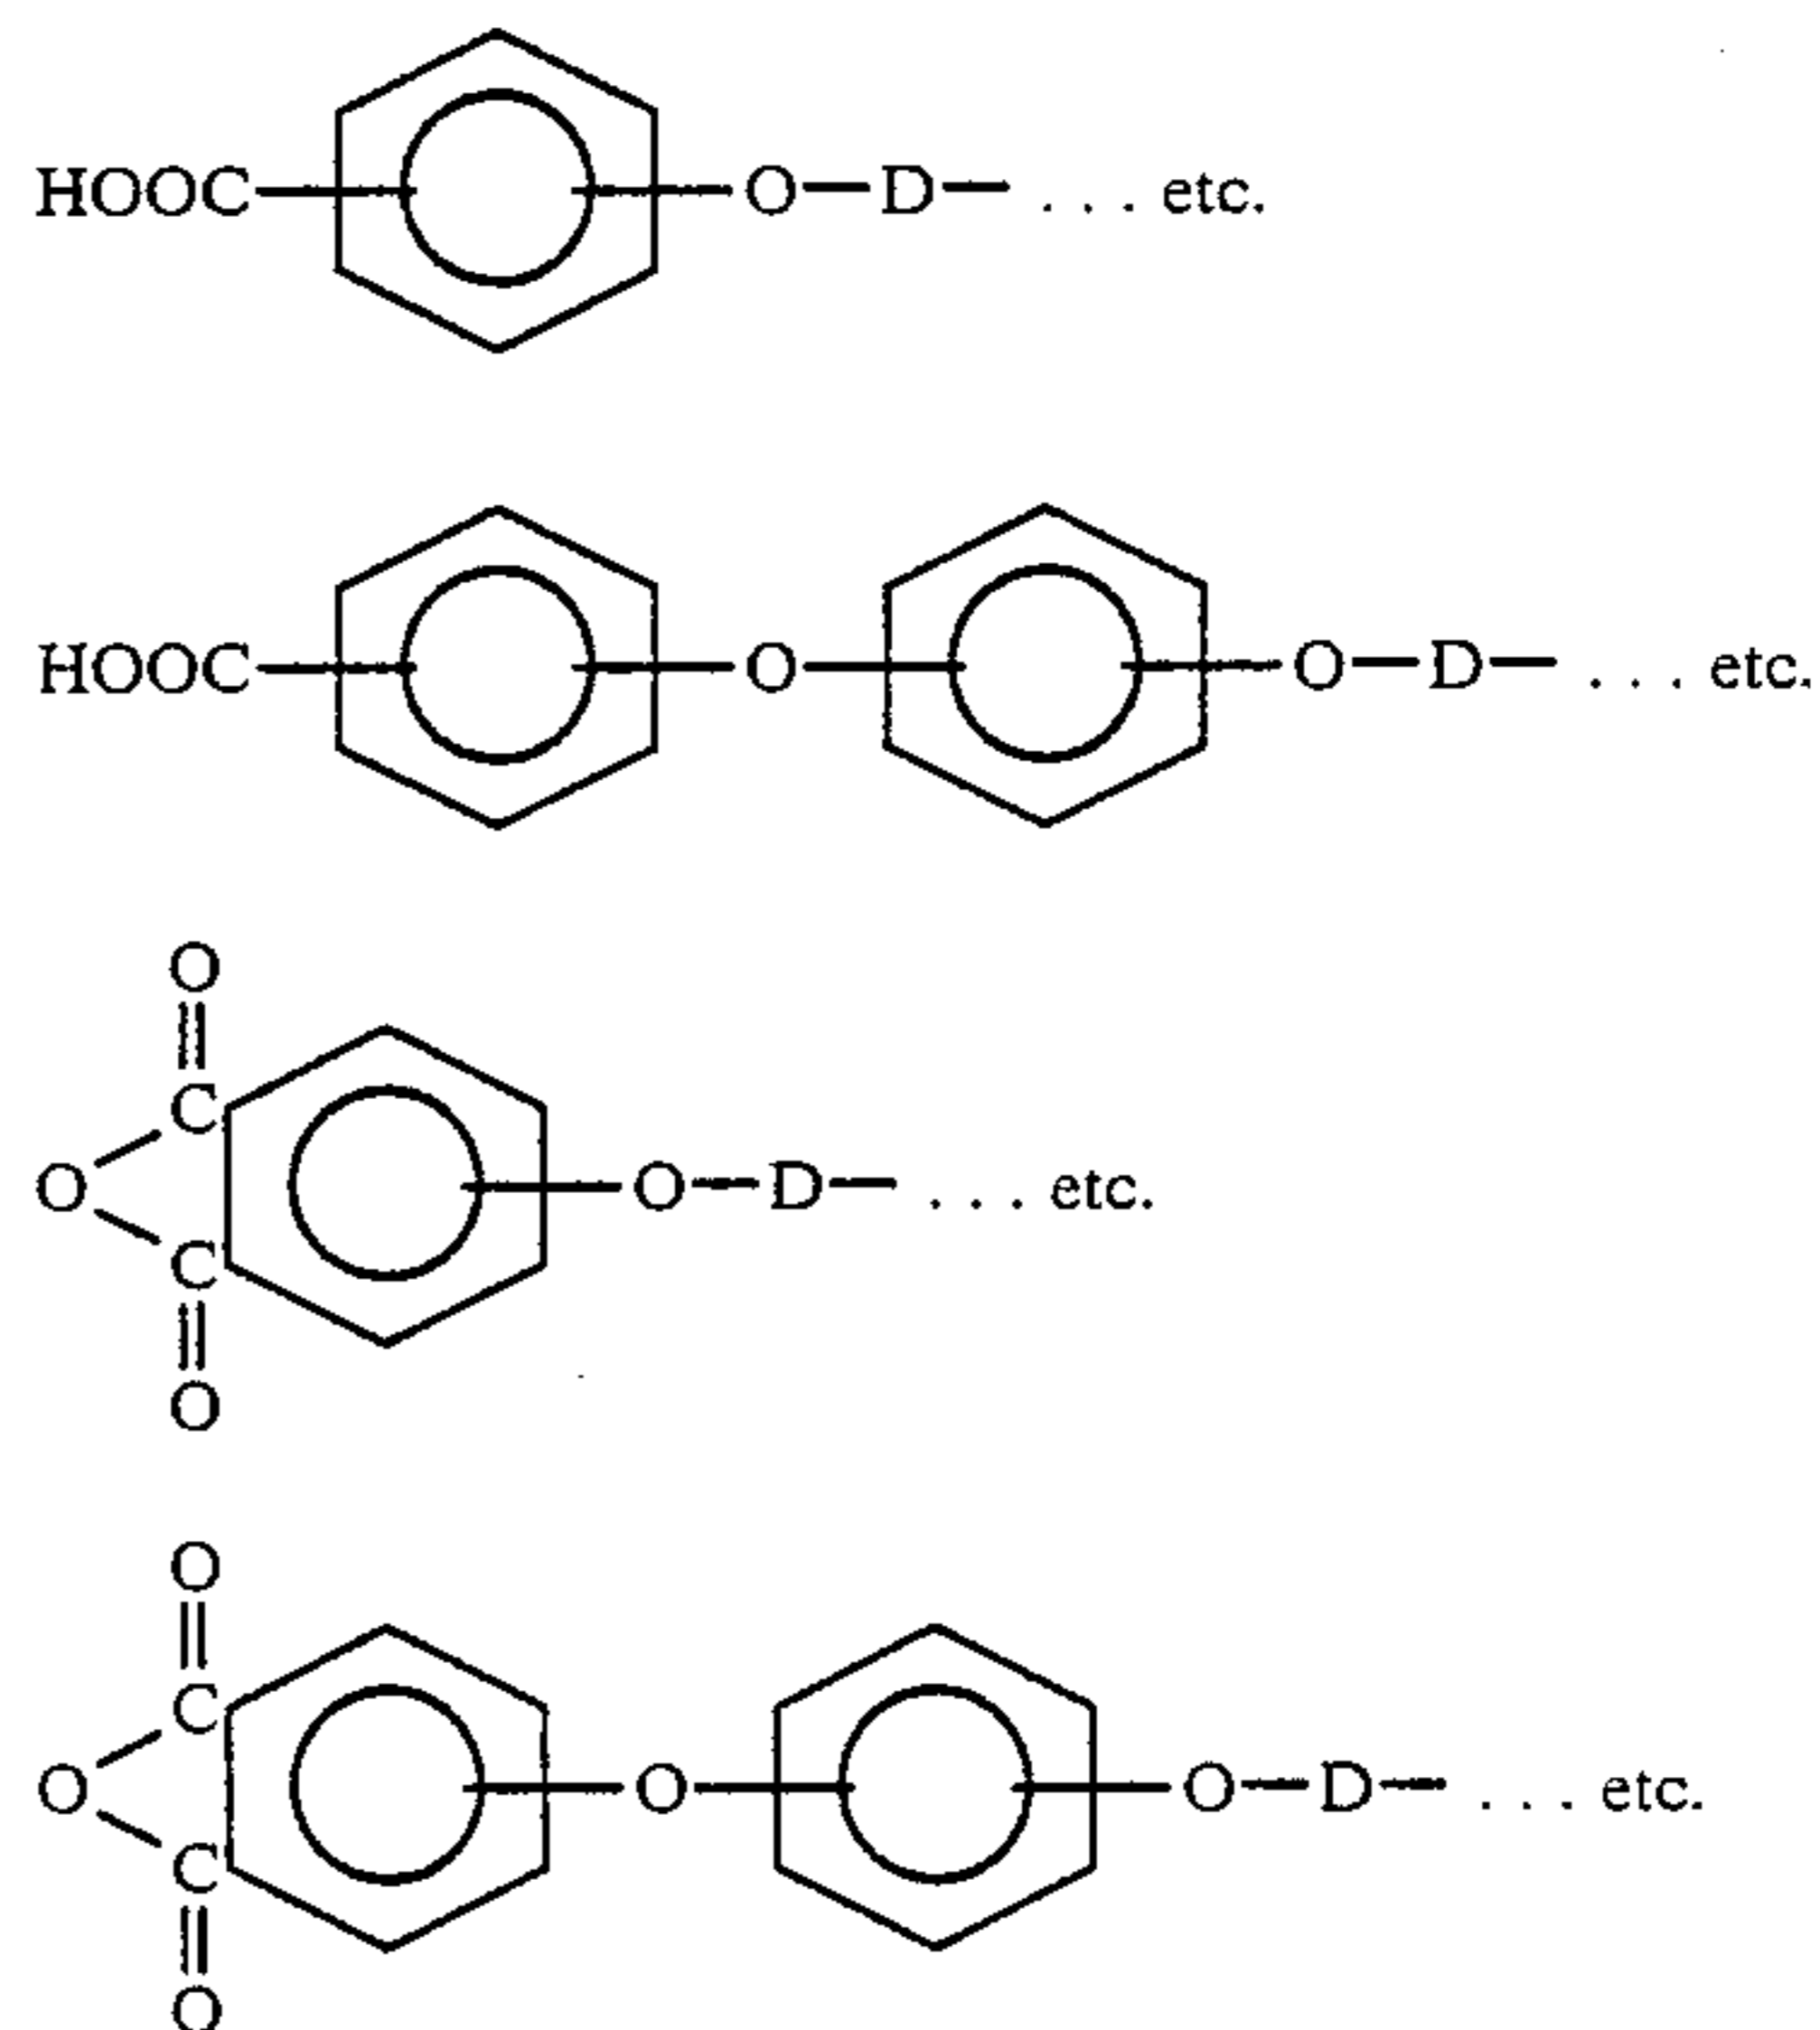 HOOC O D . . . etc.
HOOC O O D . . . etc.
O
C
O O D . . . etc.
C
O
O
C
O O O D . . . etc.
C
O